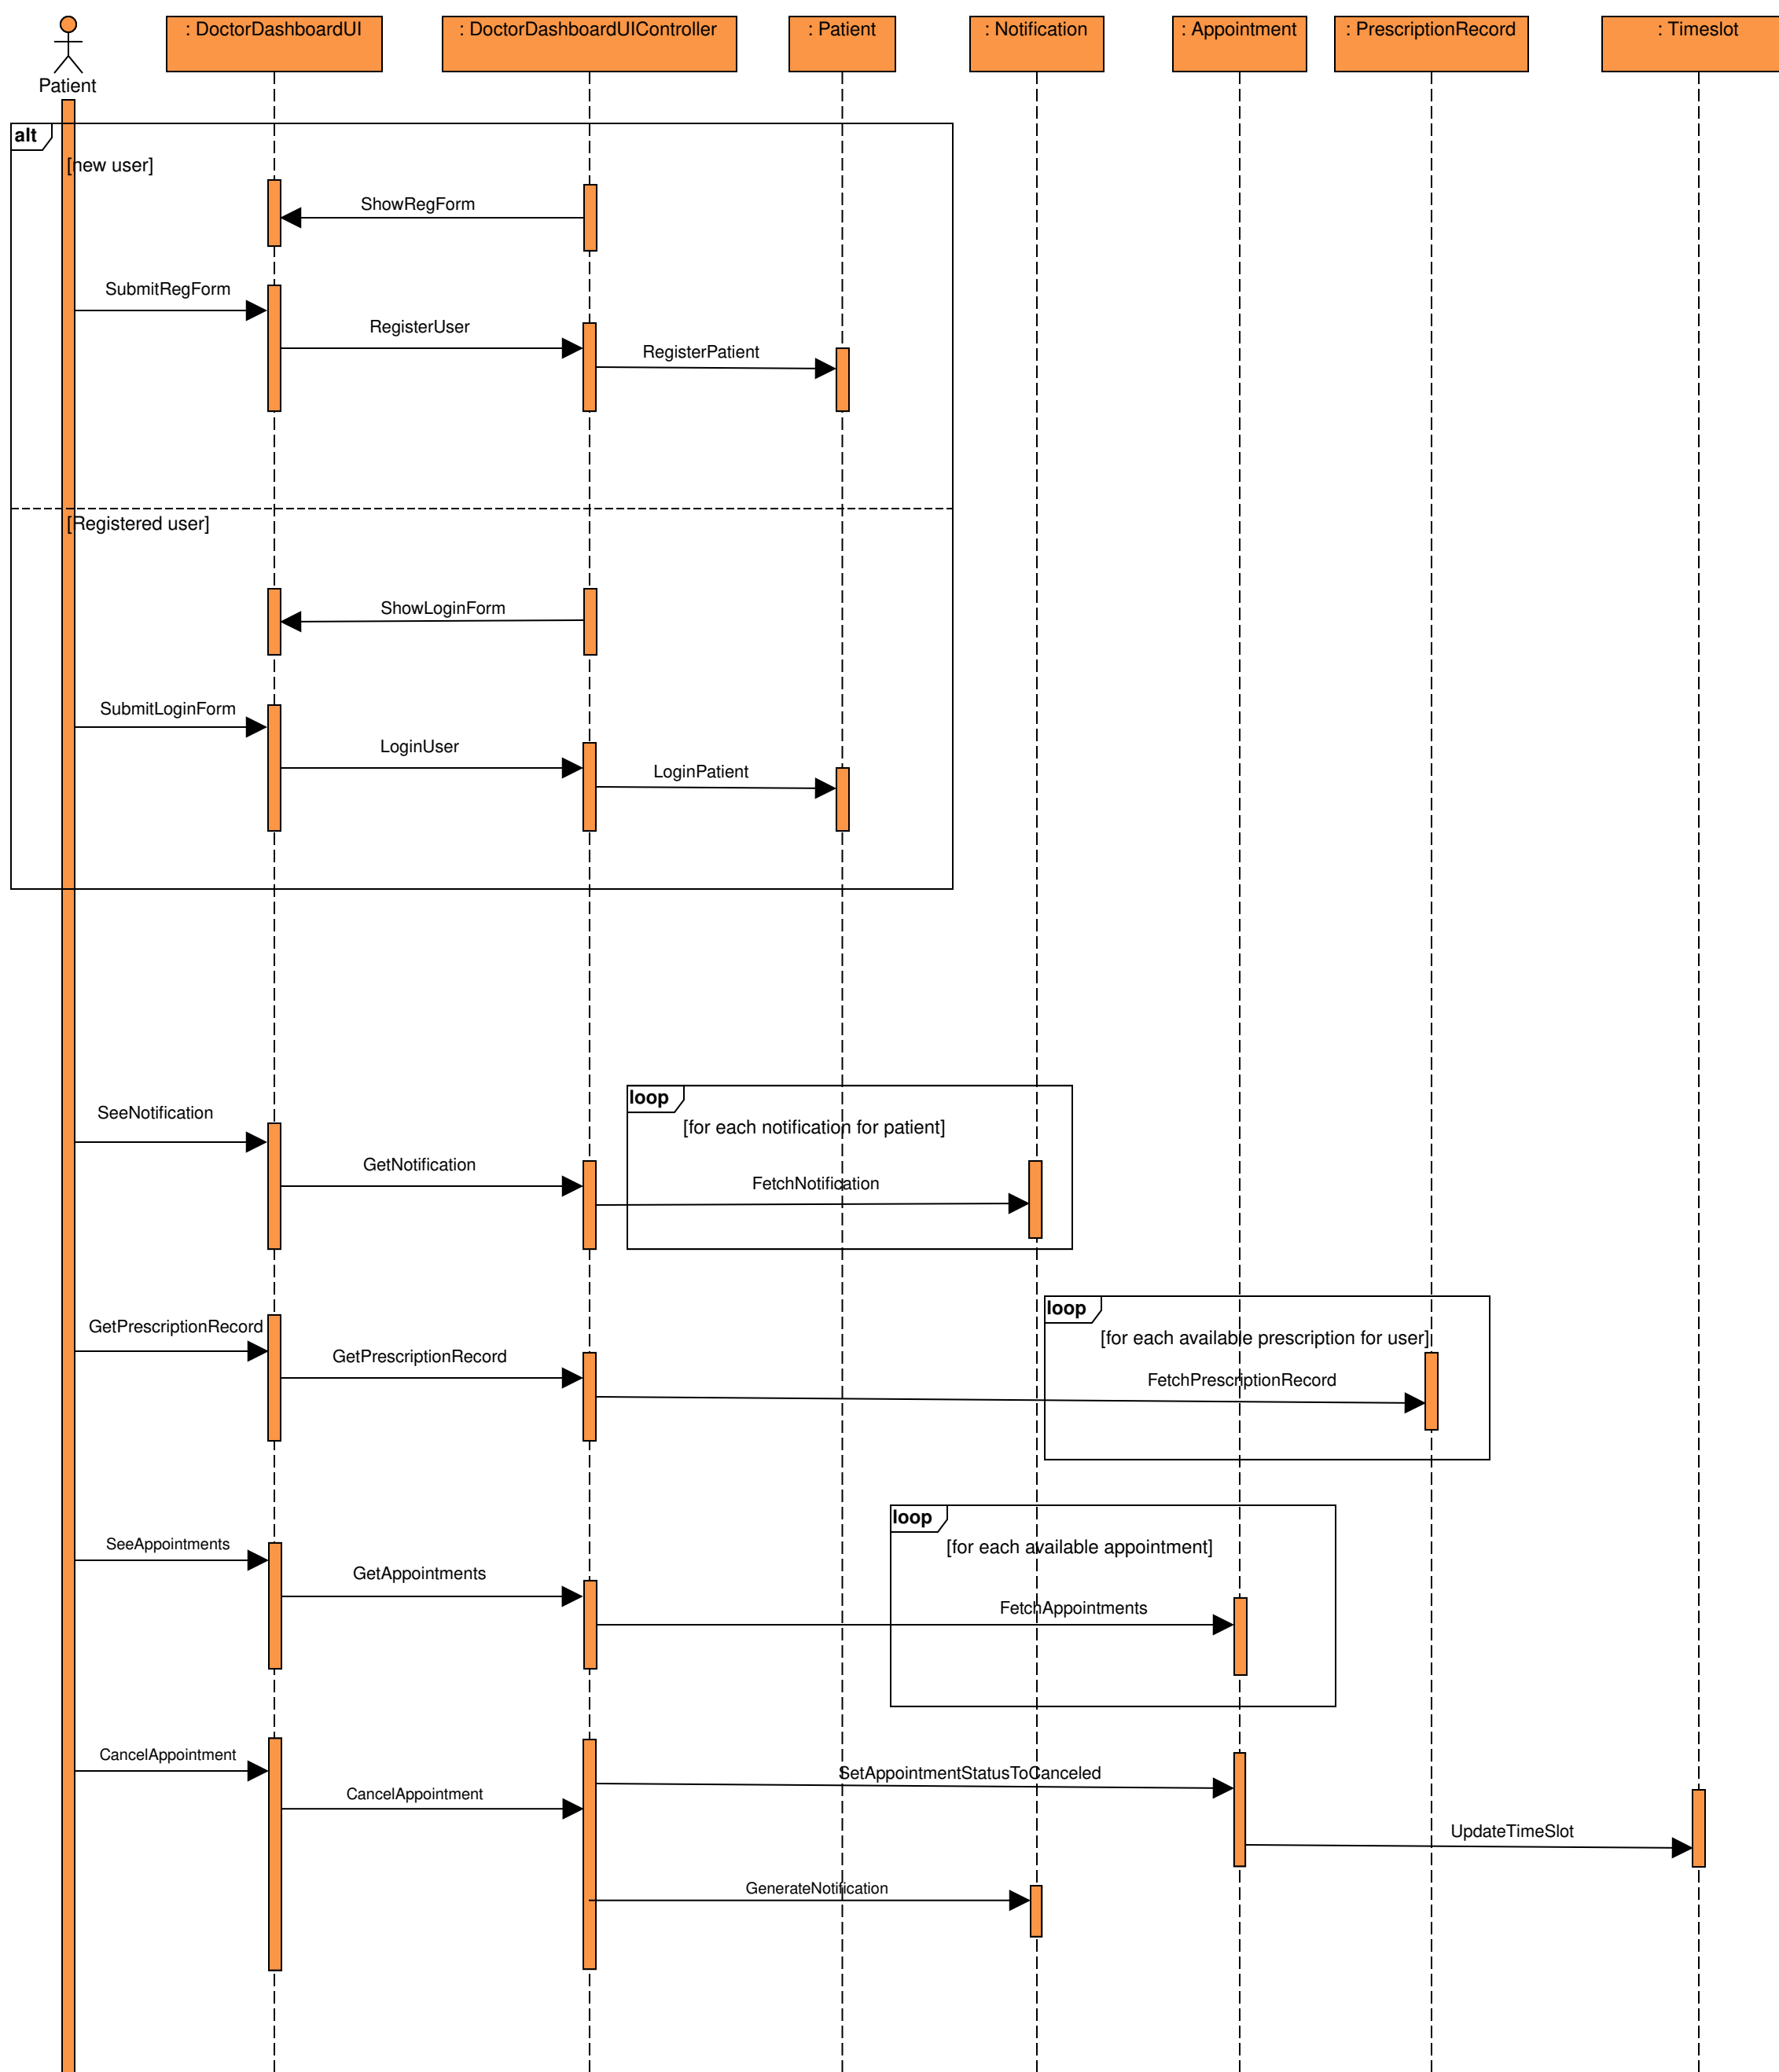 : DoctorDashboardUI
: DoctorDashboardUIController
: Patient
: Notification
: Appointment
: PrescriptionRecord
: Timeslot
Patient
alt
[new user]
ShowRegForm
SubmitRegForm
RegisterUser
RegisterPatient
[Registered user]
ShowLoginForm
SubmitLoginForm
LoginUser
LoginPatient
loop
[for each notification for patient]
SeeNotification
GetNotification
FetchNotification
loop
[for each available prescription for user]
GetPrescriptionRecord
GetPrescriptionRecord
FetchPrescriptionRecord
loop
[for each available appointment]
SeeAppointments
GetAppointments
FetchAppointments
CancelAppointment
SetAppointmentStatusToCanceled
CancelAppointment
UpdateTimeSlot
GenerateNotification